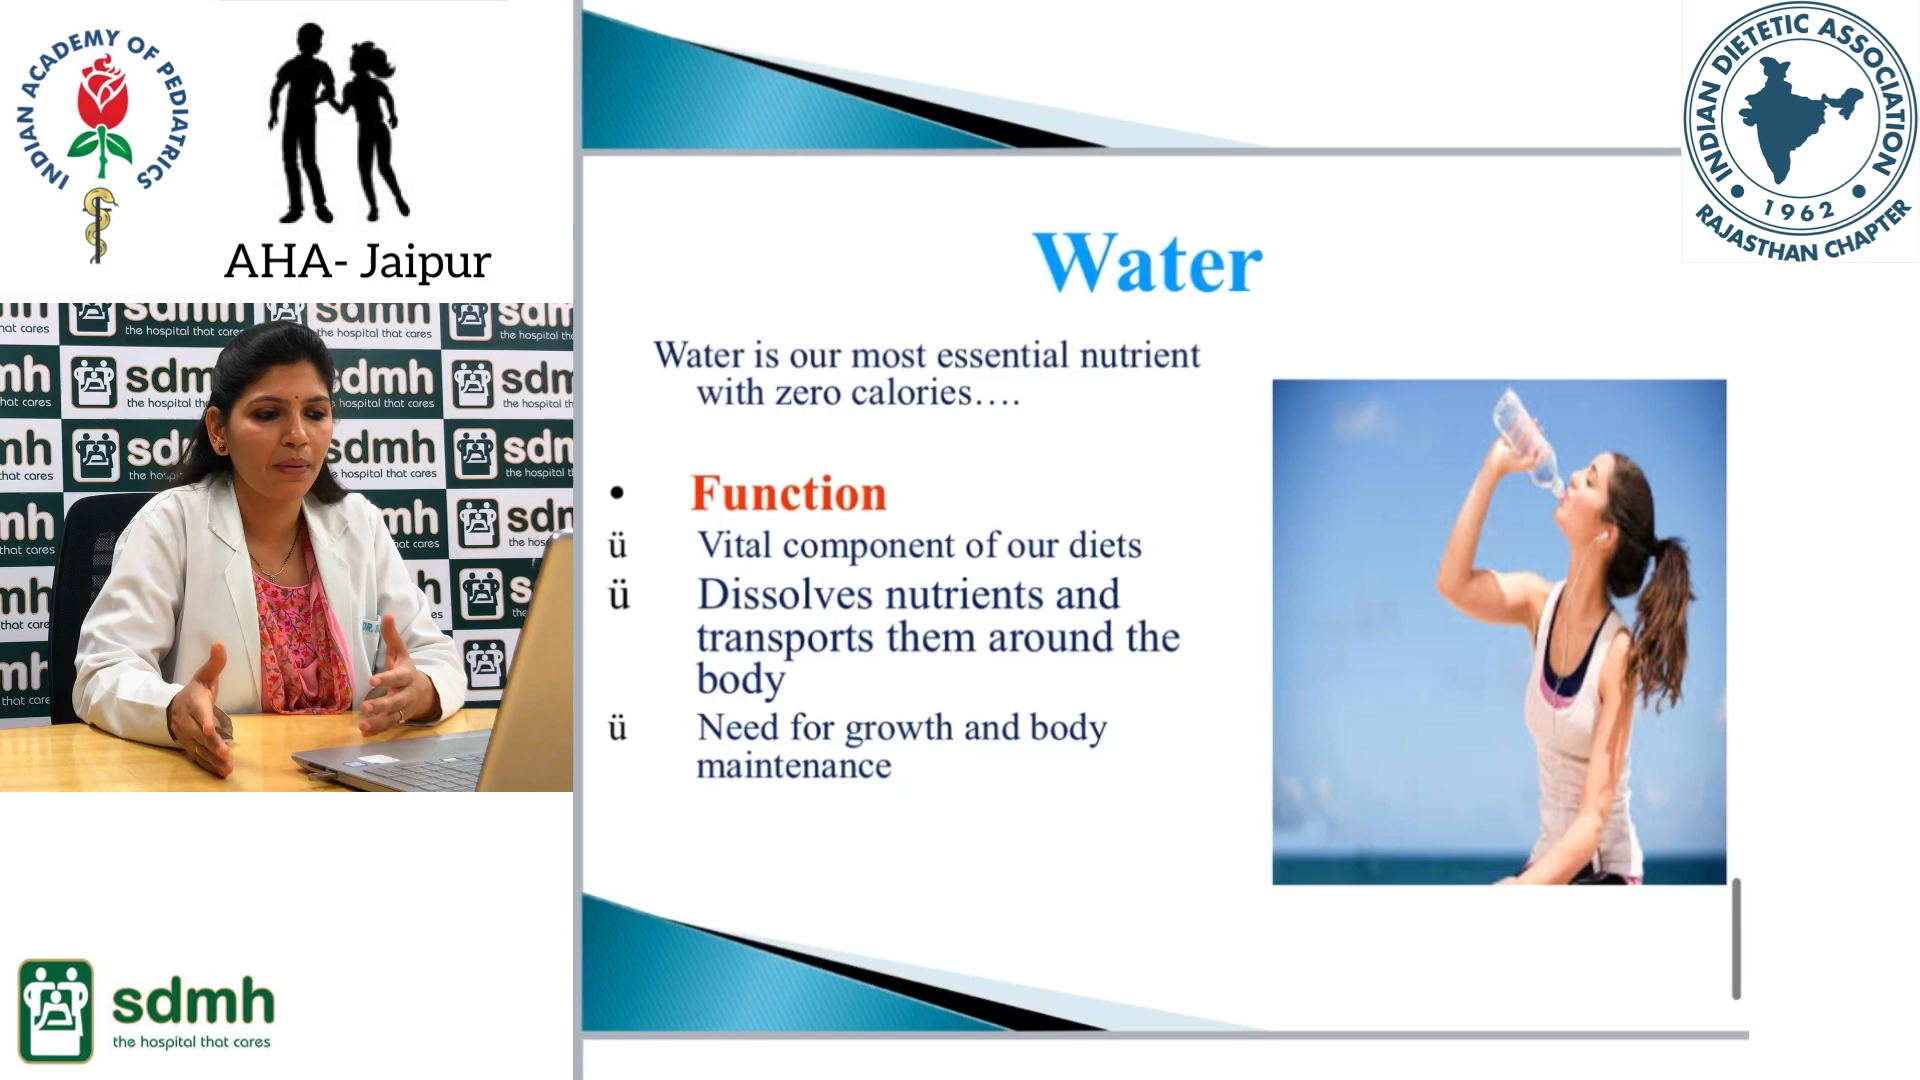 INDIAN ACADEMY OF PEDIATRICS
AHA- Jaipur
INDIAN DIETETIC ASSOCIATION
1962
RAJASTHAN CHAPTER
Water
Water is our most essential nutrient
with zero calories....
• Function
ü Vital component of our diets
ü Dissolves nutrients and
transports them around the
body
ü Need for growth and body
maintenance
sdmh
the hospital that cares
sdmh
the hospital that cares